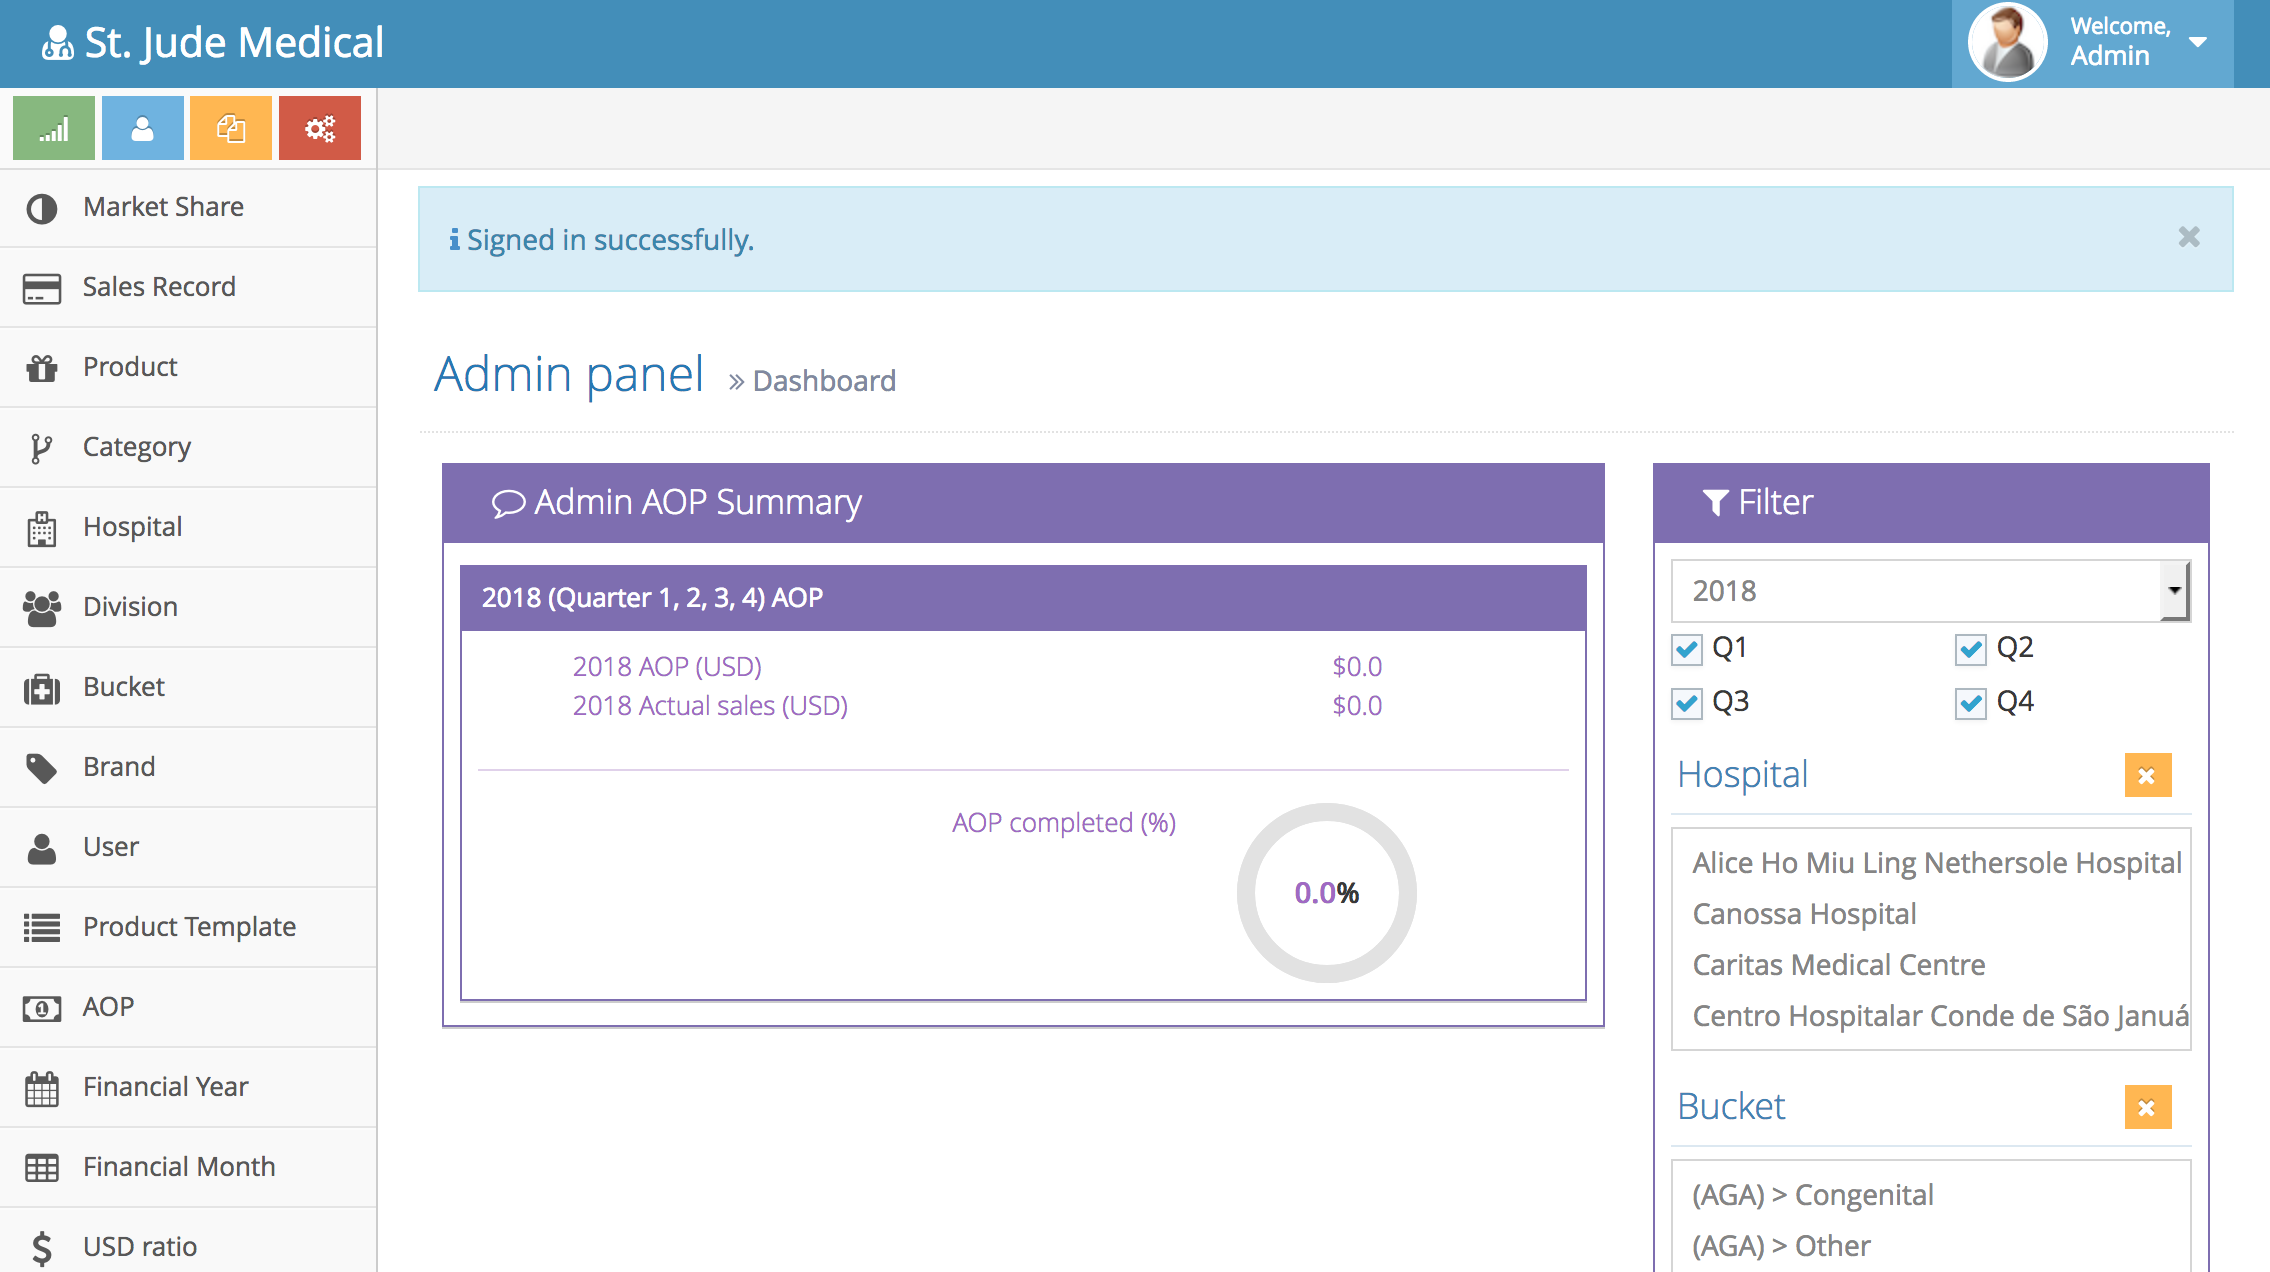 St. Jude Medical
Welcome,
Admin
Market Share
Sales Record
Product
Category
Hospital
Division
Bucket
Brand
User
Product Template
AOP
Financial Year
Financial Month
USD ratio
Signed in successfully.
Admin panel » Dashboard
Admin AOP Summary
2018 (Quarter 1, 2, 3, 4) AOP
2018 AOP (USD) $0.0
2018 Actual sales (USD) $0.0
AOP completed (%)
0.0%
Filter
2018
Q1 Q2
Q3 Q4
Hospital
Alice Ho Miu Ling Nethersole Hospital
Canossa Hospital
Caritas Medical Centre
Centro Hospitalar Conde de São Januá
Bucket
(AGA) > Congenital
(AGA) > Other